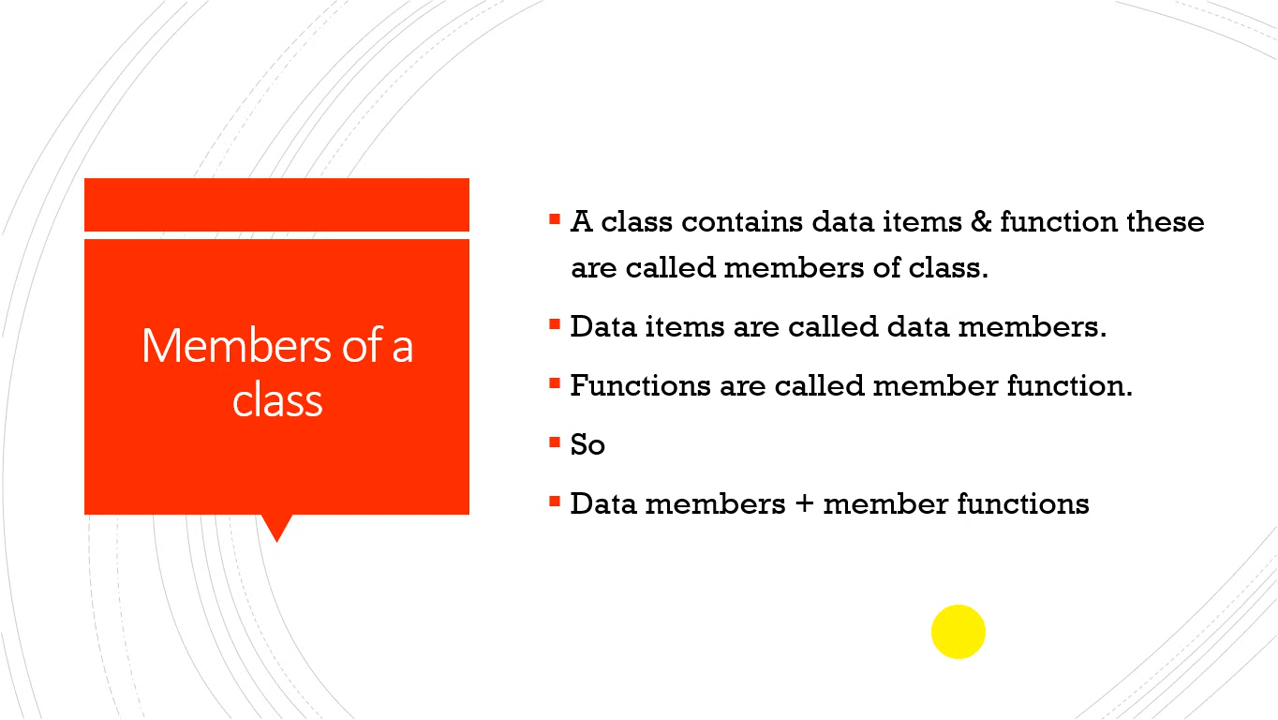 Members of a
class
A class contains data items & function these
are called members of class.
Data items are called data members.
Functions are called member function.
So
Data members + member functions